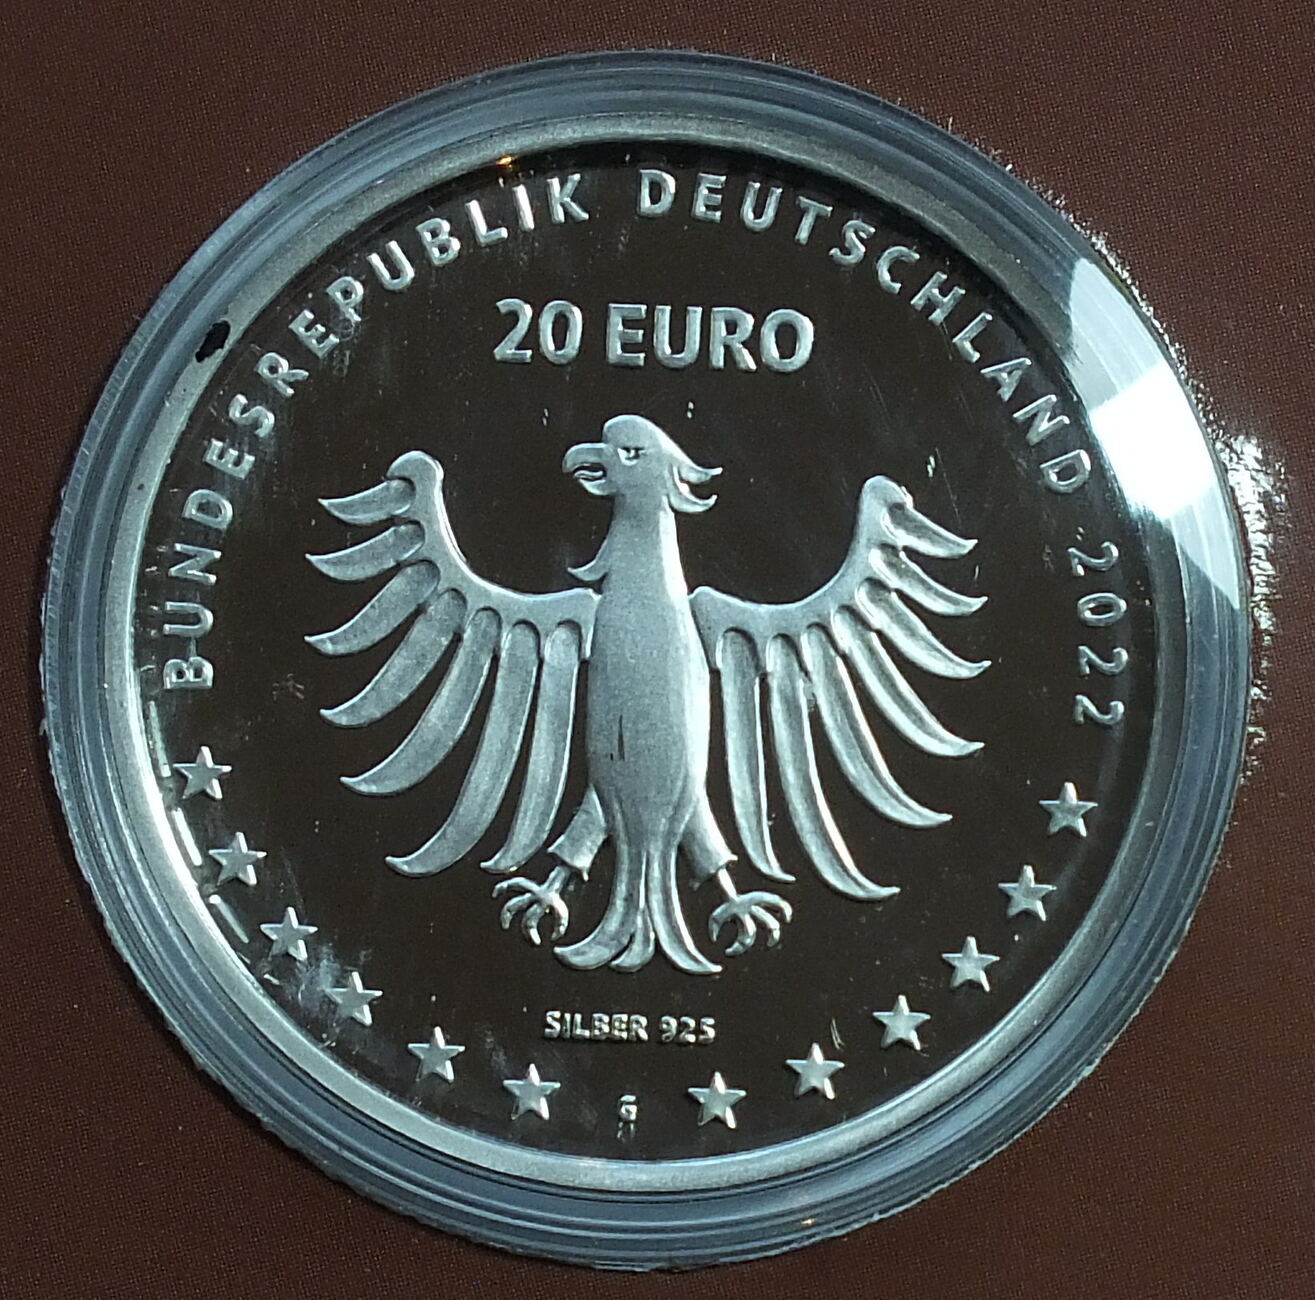 BUNDESREPUBLIK DEUTSCHLAND 2022
20 EURO
SILBER 925
G